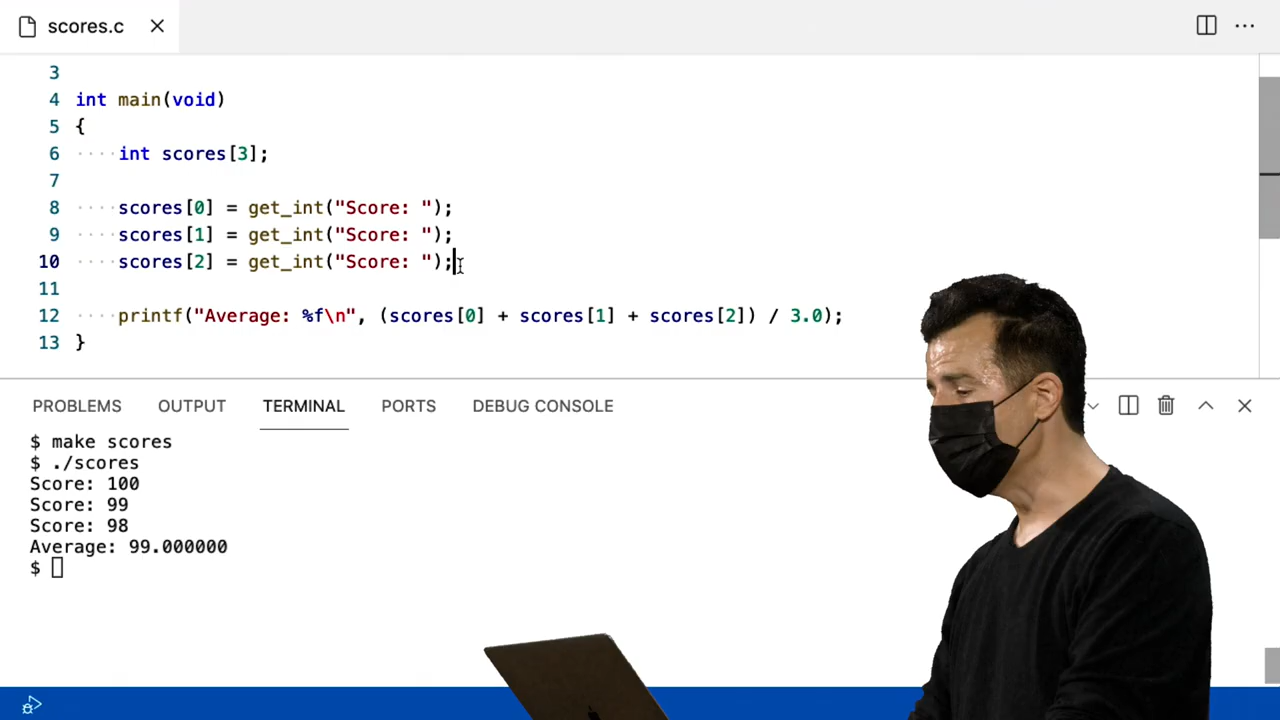 scores.c
3
4 int main(void)
5 {
6 ····int scores[3];
7
8 ····scores[0] = get_int("Score: ");
9 ····scores[1] = get_int("Score: ");
10 ····scores[2] = get_int("Score: ");
11
12 ····printf("Average: %f\n", (scores[0] + scores[1] + scores[2]) / 3.0);
13 }
PROBLEMS OUTPUT TERMINAL PORTS DEBUG CONSOLE
$ make scores
$ ./scores
Score: 100
Score: 99
Score: 98
Average: 99.000000
$